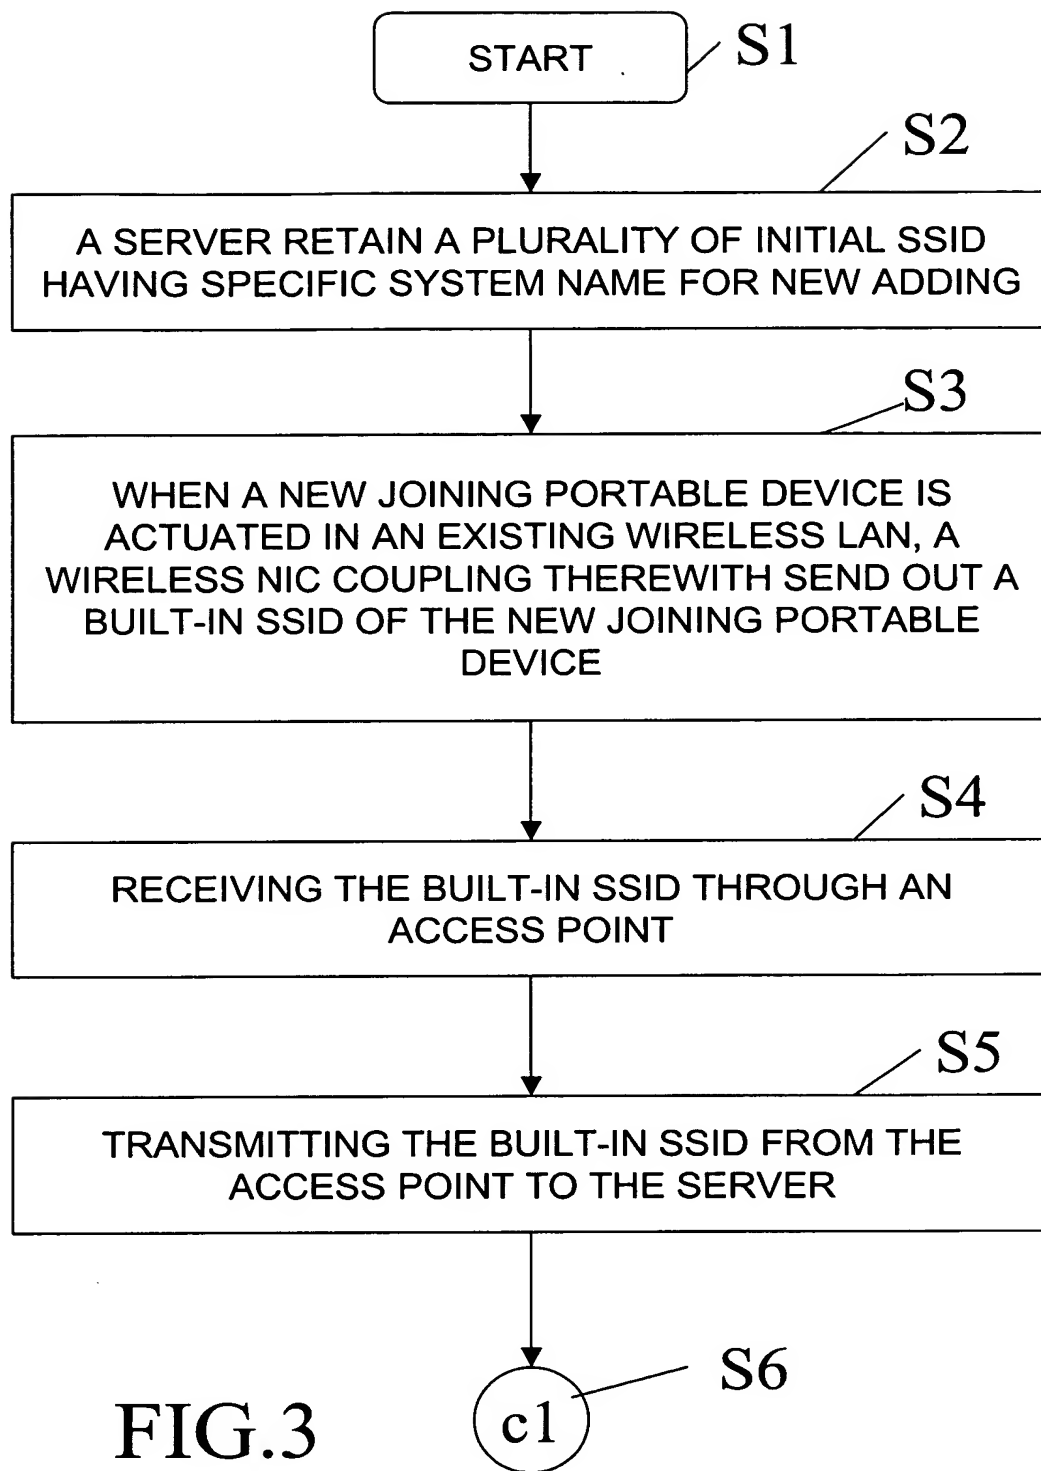 START
S1
S2
A SERVER RETAIN A PLURALITY OF INITIAL SSID
HAVING SPECIFIC SYSTEM NAME FOR NEW ADDING
S3
WHEN A NEW JOINING PORTABLE DEVICE IS
ACTUATED IN AN EXISTING WIRELESS LAN, A
WIRELESS NIC COUPLING THEREWITH SEND OUT A
BUILT-IN SSID OF THE NEW JOINING PORTABLE
DEVICE
S4
RECEIVING THE BUILT-IN SSID THROUGH AN
ACCESS POINT
S5
TRANSMITTING THE BUILT-IN SSID FROM THE
ACCESS POINT TO THE SERVER
S6
c1
FIG.3